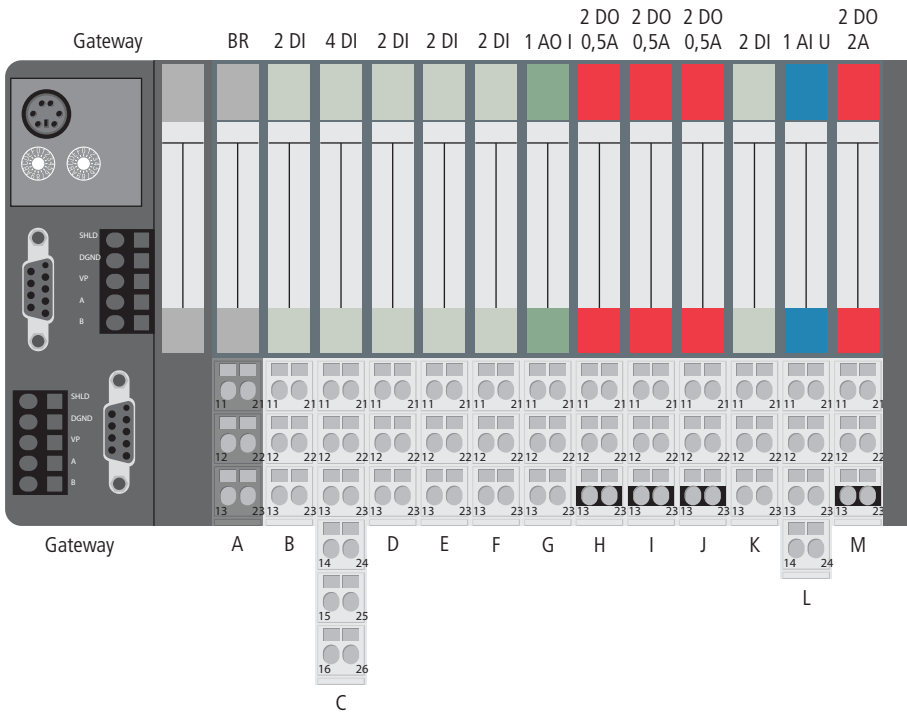 2 DO 2 DO 2 DO 2 DO
Gateway BR 2 DI 4 DI 2 DI 2 DI 2 DI 1 AO I 0,5A 0,5A 0,5A 2 DI 1 AI U 2A
SHLD
DGND
VP
A
B
11 21 11 21 11 21 11 21 11 21 11 21 11 21 11 21 11 21 11 21 11 21 11 21 11 21
SHLD
DGND
VP
A
B
12 22 12 22 12 22 12 22 12 22 12 22 12 22 12 22 12 22 12 22 12 22 12 22 12 22
13 23 13 23 13 23 13 23 13 23 13 23 13 23 13 23 13 23 13 23 13 23 13 23 13 23
Gateway A B D E F G H I J K M
14 24 14 24
15 25
L
16 26
C